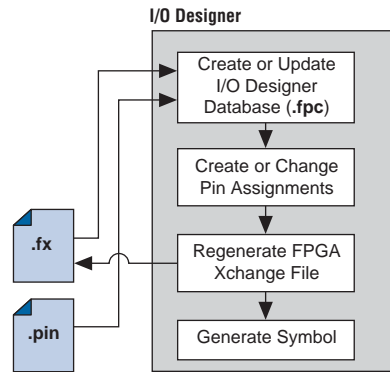 I/O Designer
Create or Update
I/O Designer
Database (.fpc)
Create or Change
Pin Assignments
.fx
Regenerate FPGA
Xchange File
.pin
Generate Symbol